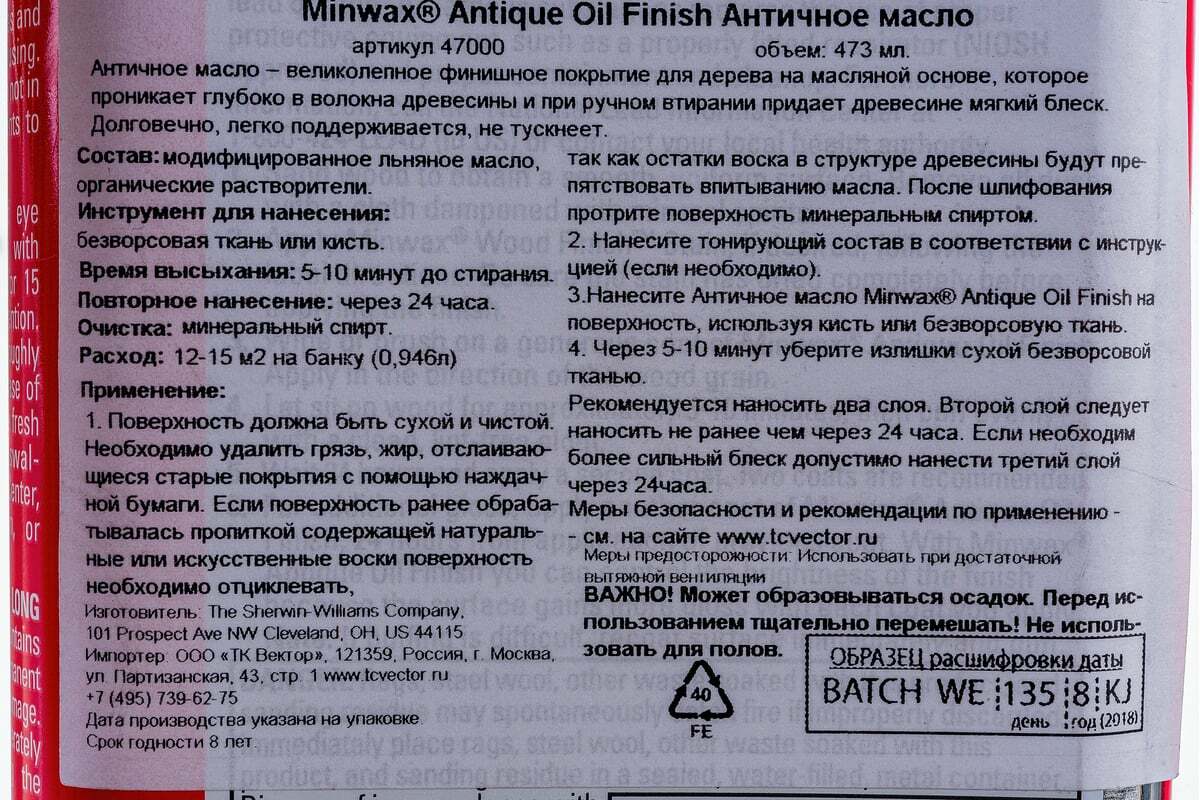 Minwax® Antique Oil Finish Античное масло
артикул 47000
объем: 473 мл.
Античное масло – великолепное финишное покрытие для дерева на масляной основе, которое
проникает глубоко в волокна древесины и при ручном втирании придает древесине мягкий блеск.
Долговечно, легко поддерживается, не тускнеет.
Состав: модифицированное льняное масло,
органические растворители.
Инструмент для нанесения:
безворсовая ткань или кисть.
Время высыхания: 5-10 минут до стирания.
Повторное нанесение: через 24 часа.
Очистка: минеральный спирт.
Расход: 12-15 м2 на банку (0,946л)
Применение:
1. Поверхность должна быть сухой и чистой.
Необходимо удалить грязь, жир, отслаиваю-
щиеся старые покрытия с помощью наждач-
ной бумаги. Если поверхность ранее обраба-
тывалась пропиткой содержащей натураль-
ные или искусственные воски поверхность
необходимо отциклевать,
Изготовитель: The Sherwin-Williams Company,
101 Prospect Ave NW Cleveland, OH, US 44115
Импортер: ООО «ТК Вектор», 121359, Россия, г. Москва,
ул. Партизанская, 43, стр. 1 www.tcvector.ru
+7 (495) 739-62-75
Дата производства указана на упаковке
Срок годности 8 лет
так как остатки воска в структуре древесины будут пре-
пятствовать впитыванию масла. После шлифования
протрите поверхность минеральным спиртом.
2. Нанесите тонирующий состав в соответствии с инструк-
цией (если необходимо).
3.Нанесите Античное масло Minwax® Antique Oil Finish на
поверхность, используя кисть или безворсовую ткань.
4. Через 5-10 минут уберите излишки сухой безворсовой
тканью.
Рекомендуется наносить два слоя. Второй слой следует
наносить не ранее чем через 24 часа. Если необходим
более сильный блеск допустимо нанести третий слой
через 24часа.
Меры безопасности и рекомендации по применению -
- см. на сайте www.tcvector.ru
Меры предосторожности: Использовать при достаточной
вытяжной вентиляции
ВАЖНО! Может образовываться осадок. Перед ис-
пользованием тщательно перемешать! Не исполь-
зовать для полов.
40
FE
ОБРАЗЕЦ расшифровки даты
BATCH WE 135 8 KJ
день год (2018)